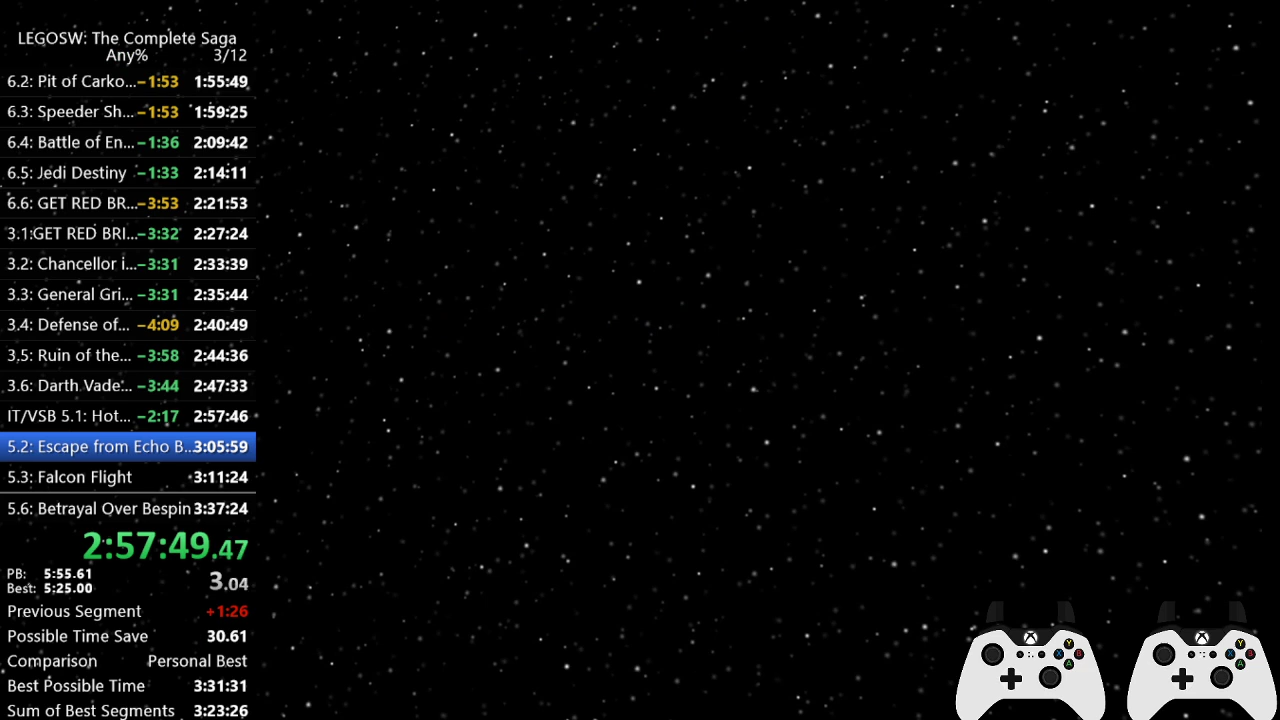 LEGOSW: The Complete Saga
Any% 3/12
6.2: Pit of Carko... −1:53 1:55:49
6.3: Speeder Sh... −1:53 1:59:25
6.4: Battle of En... −1:36 2:09:42
6.5: Jedi Destiny −1:33 2:14:11
6.6: GET RED BR... −3:53 2:21:53
3.1:GET RED BRI... −3:32 2:27:24
3.2: Chancellor i... −3:31 2:33:39
3.3: General Gri... −3:31 2:35:44
3.4: Defense of... −4:09 2:40:49
3.5: Ruin of the... −3:58 2:44:36
3.6: Darth Vade... −3:44 2:47:33
IT/VSB 5.1: Hot... −2:17 2:57:46
5.2: Escape from Echo B... 3:05:59
5.3: Falcon Flight 3:11:24
5.6: Betrayal Over Bespin 3:37:24
2:57:49.47
PB: 5:55.61 3.04
Best: 5:25.00
Previous Segment +1:26
Possible Time Save 30.61
Comparison Personal Best
Best Possible Time 3:31:31
Sum of Best Segments 3:23:26
Y
X B
A
Y
X B
A